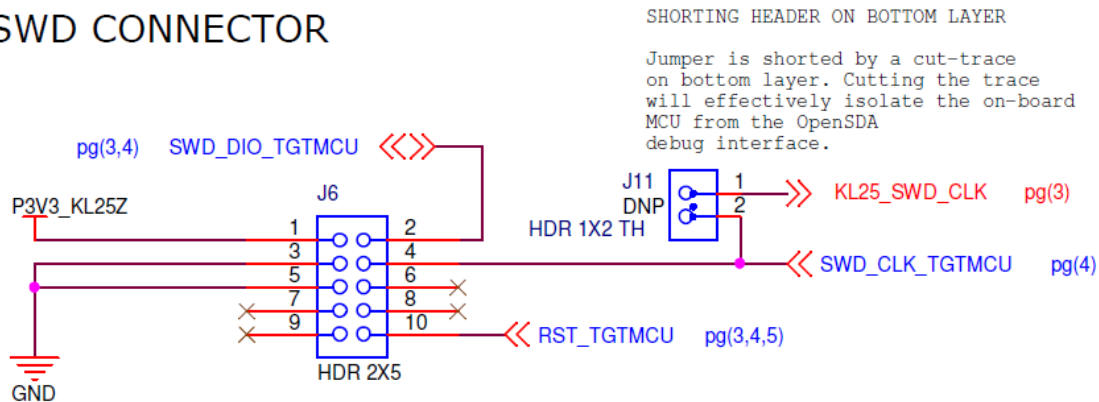 SWD CONNECTOR
SHORTING HEADER ON BOTTOM LAYER
Jumper is shorted by a cut-trace
on bottom layer. Cutting the trace
will effectively isolate the on-board
MCU from the OpenSDA
debug interface.
pg(3,4) SWD_DIO_TGTMCU
P3V3_KL25Z
J6
1 2
3 4
5 6
7 8
9 10
HDR 2X5
GND
J11
DNP
HDR 1X2 TH
1
2
KL25_SWD_CLK pg(3)
SWD_CLK_TGTMCU pg(4)
RST_TGTMCU pg(3,4,5)